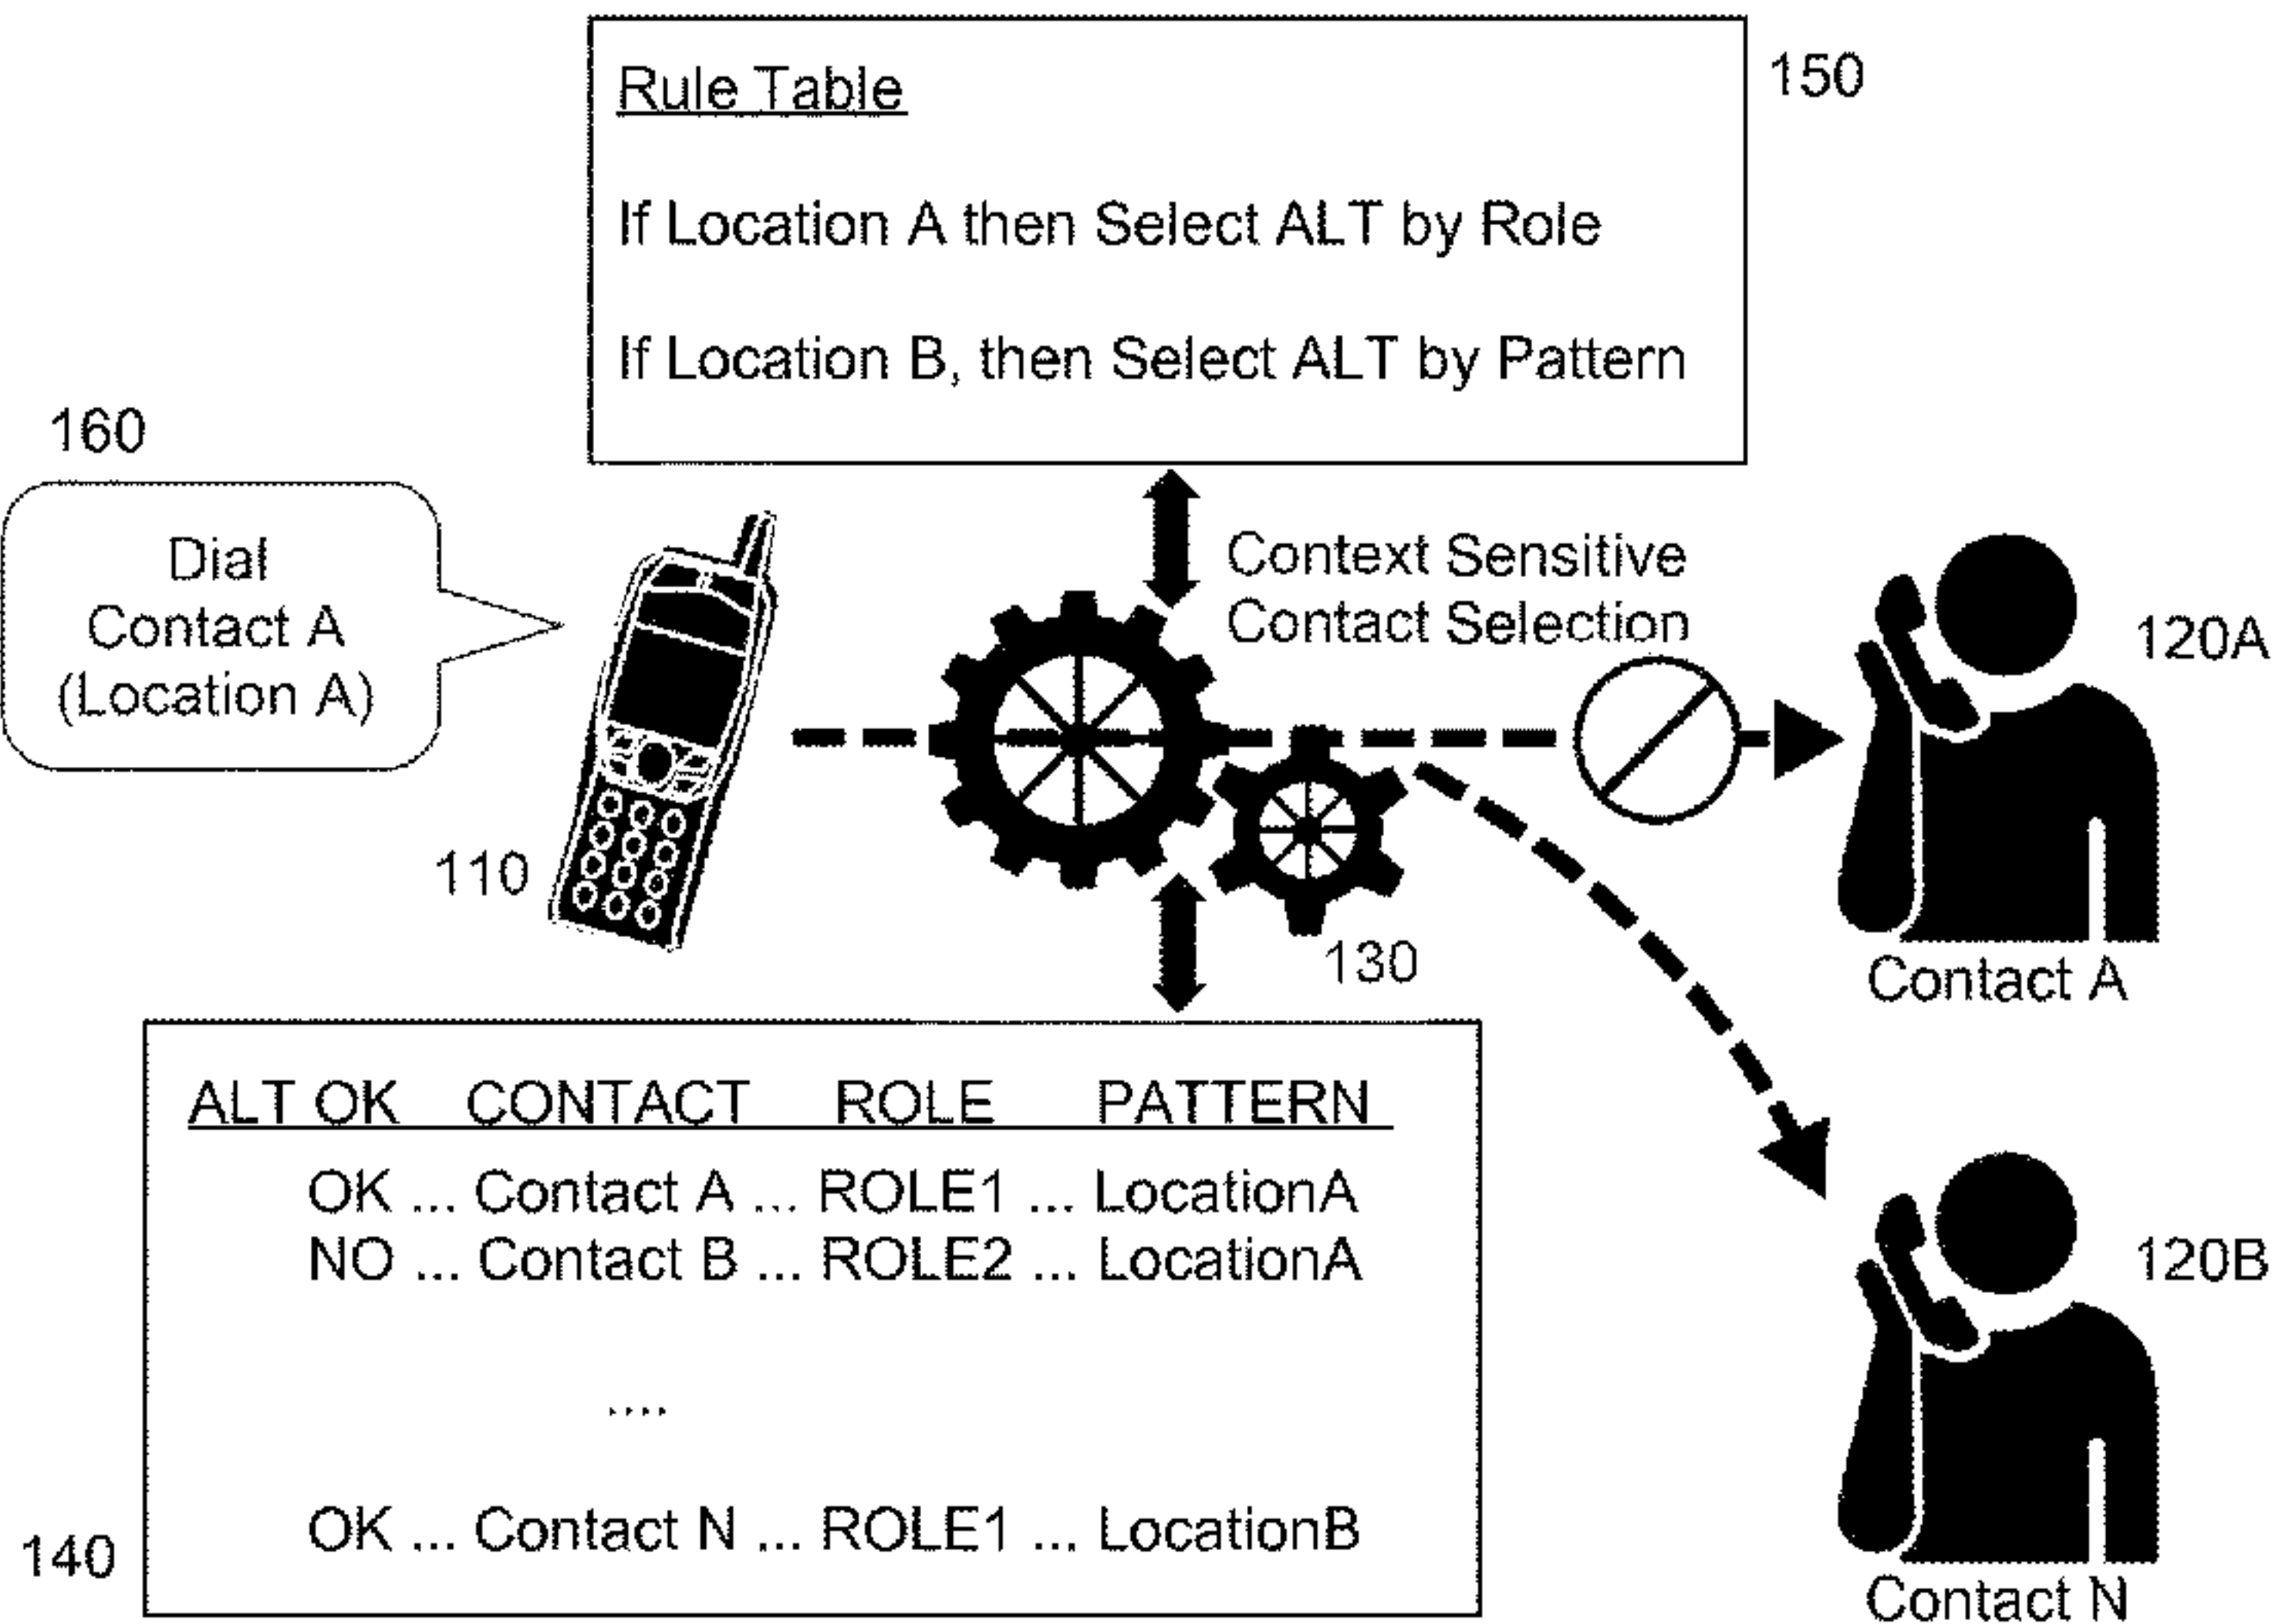 Rule Table
150
If Location A then Select ALT by Role
If Location B, then Select ALT by Pattern
160
Dial
Contact A
(Location A)
Context Sensitive
Contact Selection
120A
110
130
Contact A
ALT OK CONTACT ROLE PATTERN
OK ... Contact A ... ROLE1 ... LocationA
NO ... Contact B ... ROLE2 ... LocationA
....
OK ... Contact N ... ROLE1 ... LocationB
140
120B
Contact N